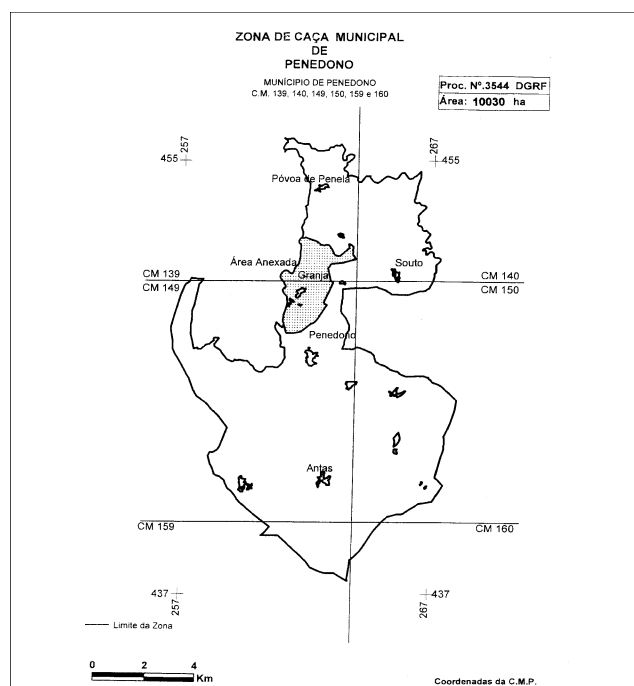 ZONA DE CAÇA MUNICIPAL
DE
PENEDONO
MUNÍCIPIO DE PENEDONO
C.M. 139, 140, 149, 150, 159 e 160
Proc. Nº.3544 DGRF
Área: 10030 ha
257
267
455
455
Póvoa de Penela
Área Anexada
Souto
Granja
CM 139
CM 140
CM 149
CM 150
Penedono
Antas
CM 159
CM 160
437
437
257
267
Limite da Zona
0 2 4
Km
Coordenadas da C.M.P.